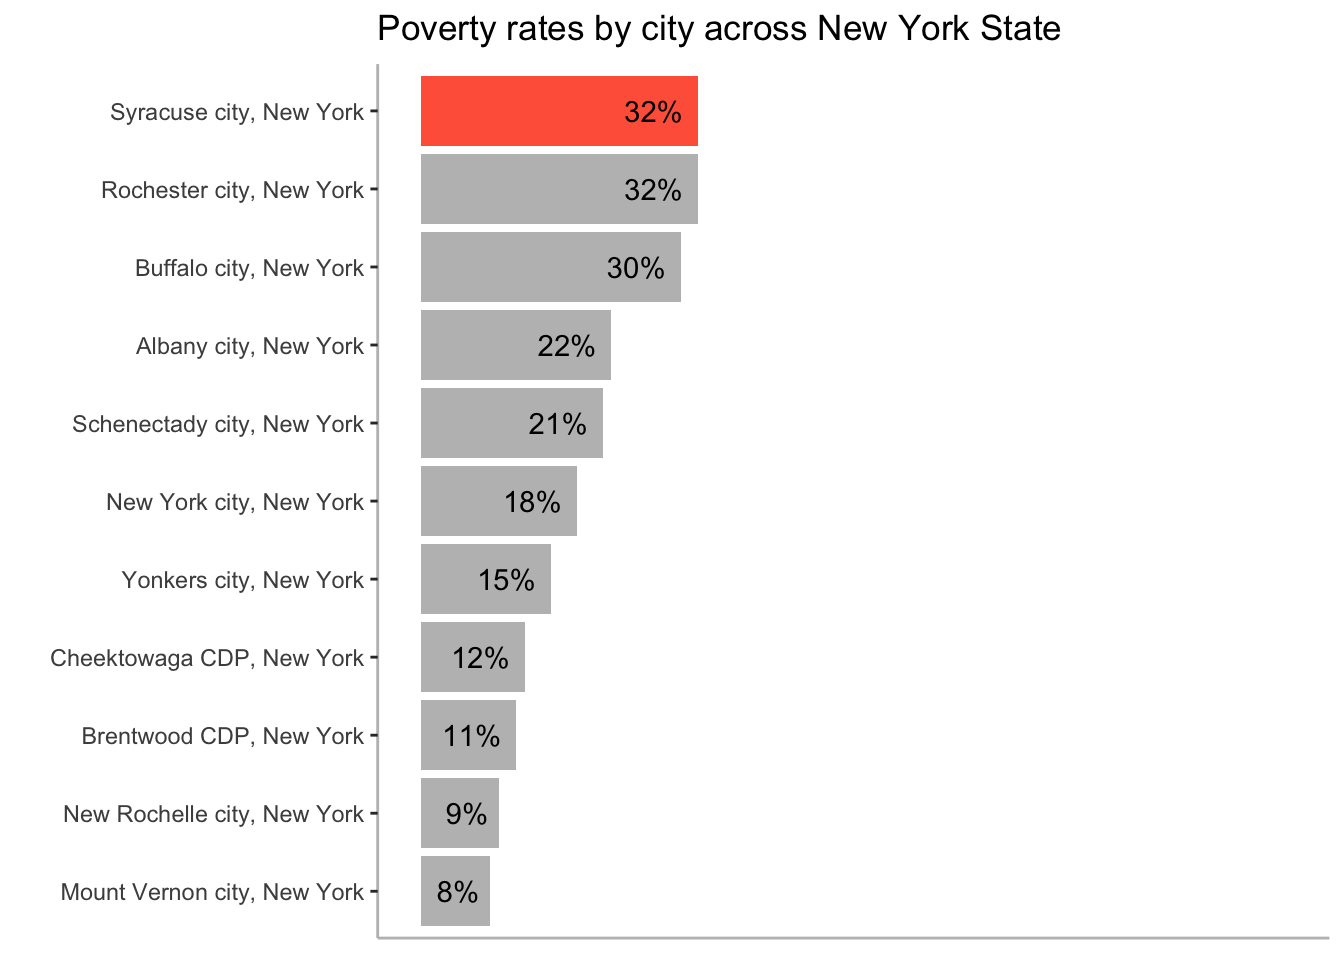 Poverty rates by city across New York State
Syracuse city, New York 32%
Rochester city, New York 32%
Buffalo city, New York 30%
Albany city, New York 22%
Schenectady city, New York 21%
New York city, New York 18%
Yonkers city, New York 15%
Cheektowaga CDP, New York 12%
Brentwood CDP, New York 11%
New Rochelle city, New York 9%
Mount Vernon city, New York 8%